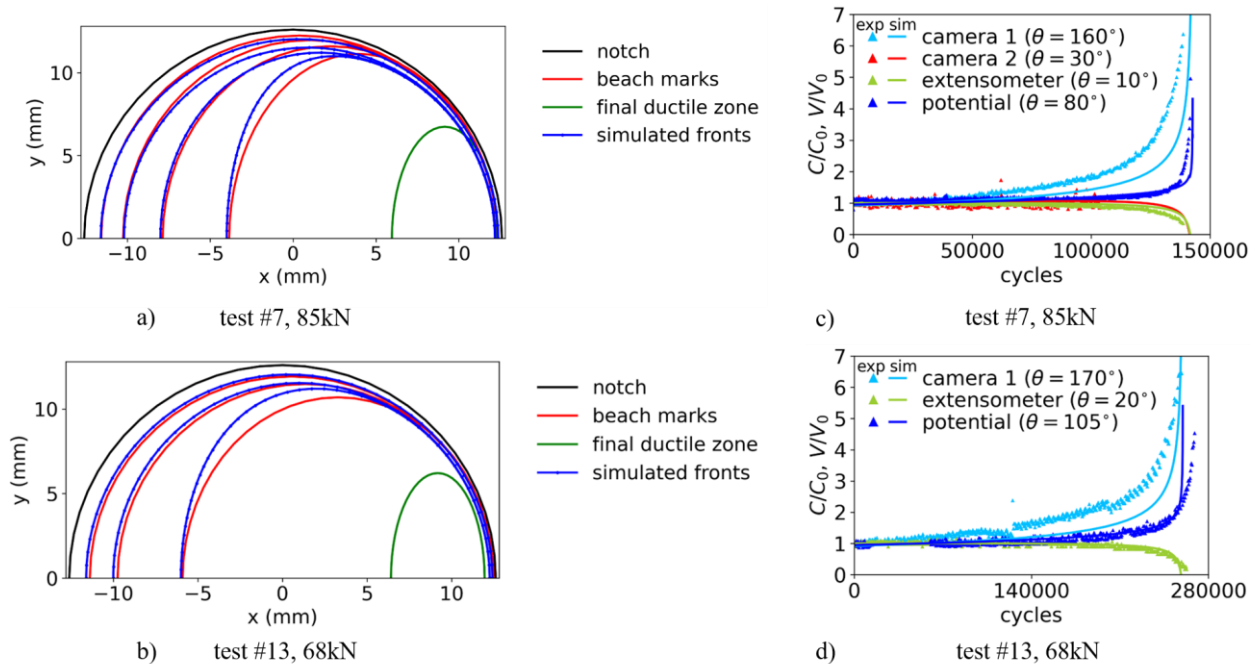 10
5
0
y (mm)
−10
−5
0
5
10
x (mm)
notch
beach marks
final ductile zone
simulated fronts
a) test #7, 85kN
7
6
5
4
3
2
1
0
C/C₀, V/V₀
exp sim
camera 1 (θ = 160°)
camera 2 (θ = 30°)
extensometer (θ = 10°)
potential (θ = 80°)
0
50000
100000
150000
cycles
c) test #7, 85kN
10
5
0
y (mm)
−10
−5
0
5
10
x (mm)
notch
beach marks
final ductile zone
simulated fronts
b) test #13, 68kN
7
6
5
4
3
2
1
0
C/C₀, V/V₀
exp sim
camera 1 (θ = 170°)
extensometer (θ = 20°)
potential (θ = 105°)
0
140000
280000
cycles
d) test #13, 68kN